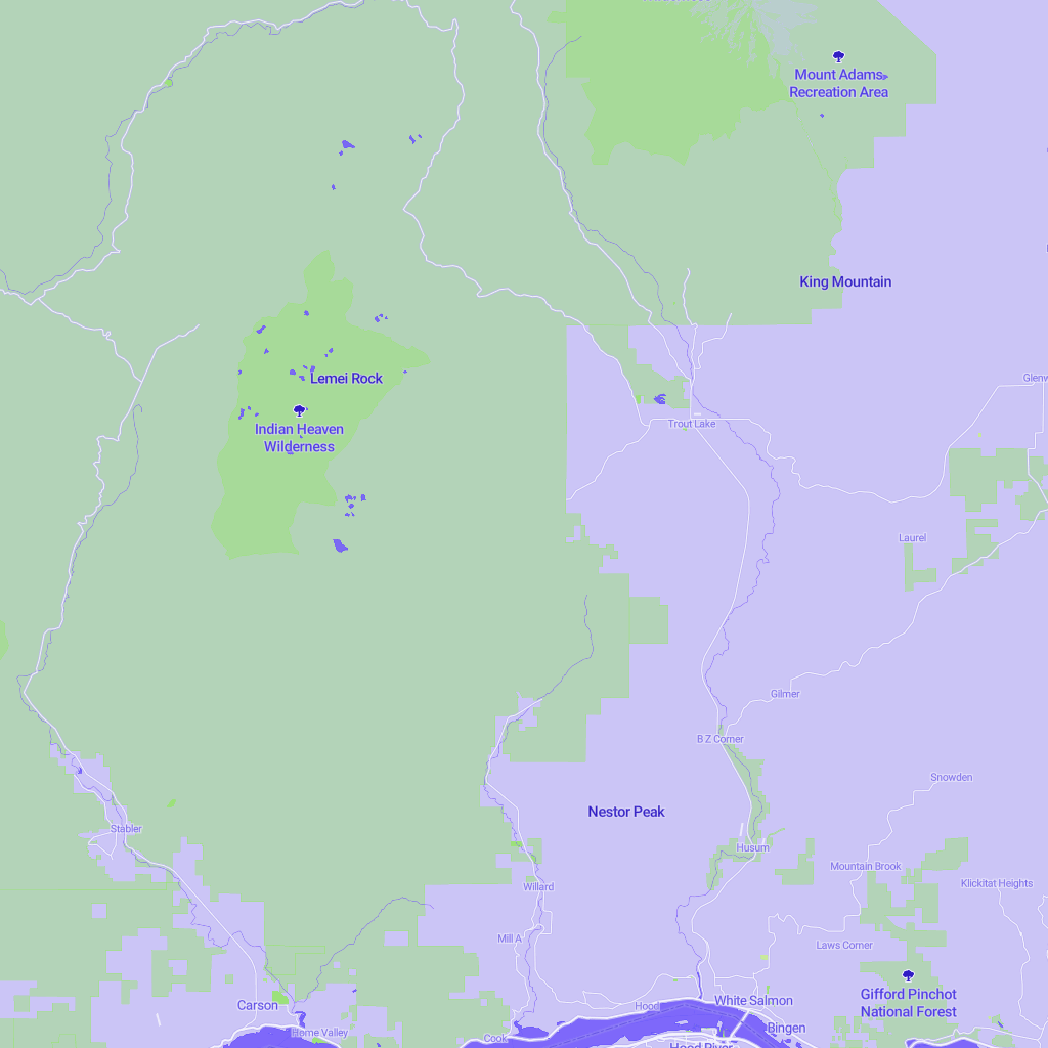 Wilderness
Mount Adams
Recreation Area
King Mountain
Glenw
Lemei Rock
Indian Heaven
Wilderness
Trout Lake
Laurel
Gilmer
B Z Corner
Snowden
Nestor Peak
Stabler
Husum
Mountain Brook
Willard
Klickitat Heights
Mill A
Laws Corner
Gifford Pinchot
National Forest
Carson
Hood
White Salmon
Home Valley
Bingen
Cook
Hood River